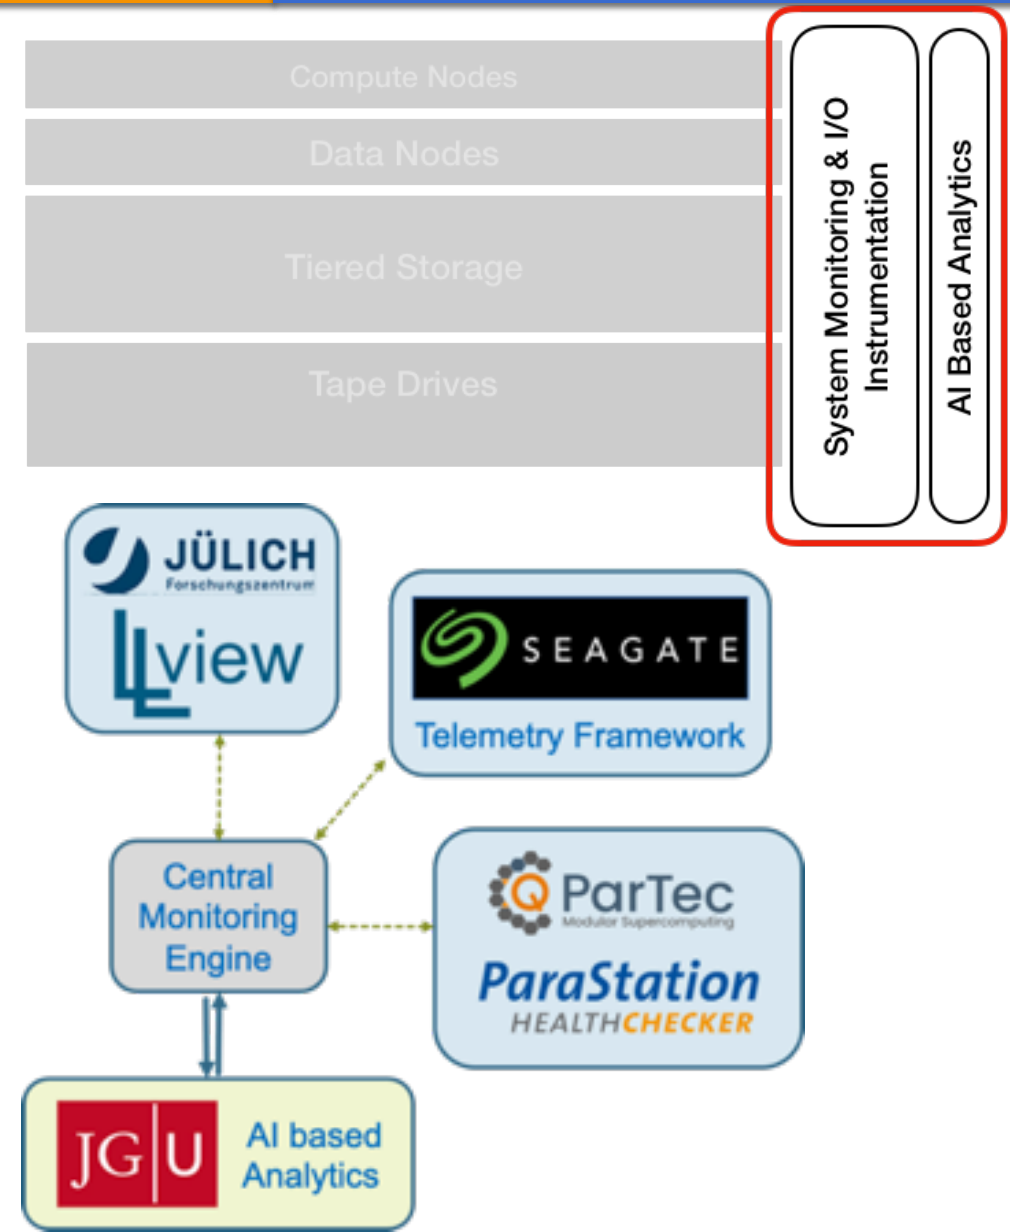 Compute Nodes
Data Nodes
Tiered Storage
Tape Drives
System Monitoring & I/O
Instrumentation
AI Based Analytics
JÜLICH
Forschungszentrum
LLview
SEAGATE
Telemetry Framework
Central
Monitoring
Engine
ParTec
Modular Supercomputing
ParaStation
HEALTHCHECKER
JG|U
AI based
Analytics